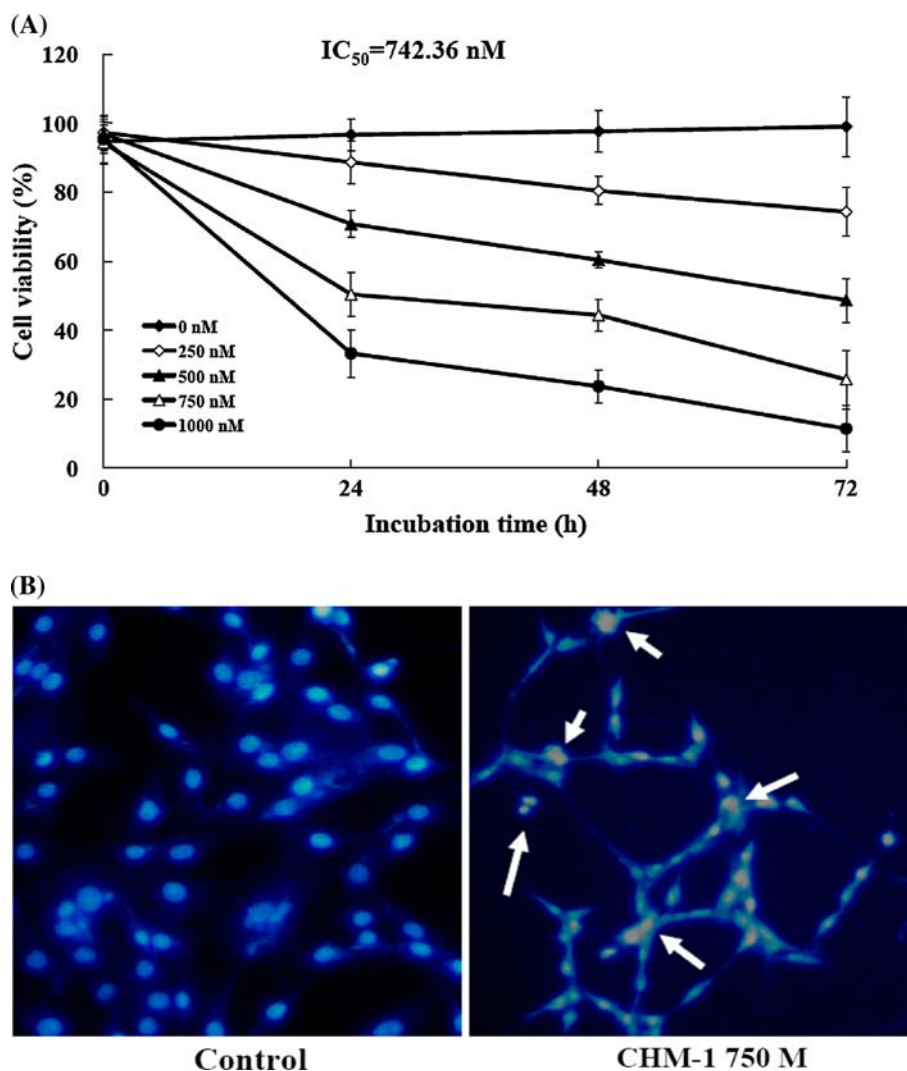 (A)
IC50=742.36 nM
120
100
80
60
40
20
0
Cell viability (%)
0 nM
250 nM
500 nM
750 nM
1000 nM
0 24 48 72
Incubation time (h)
(B)
Control CHM-1 750 M